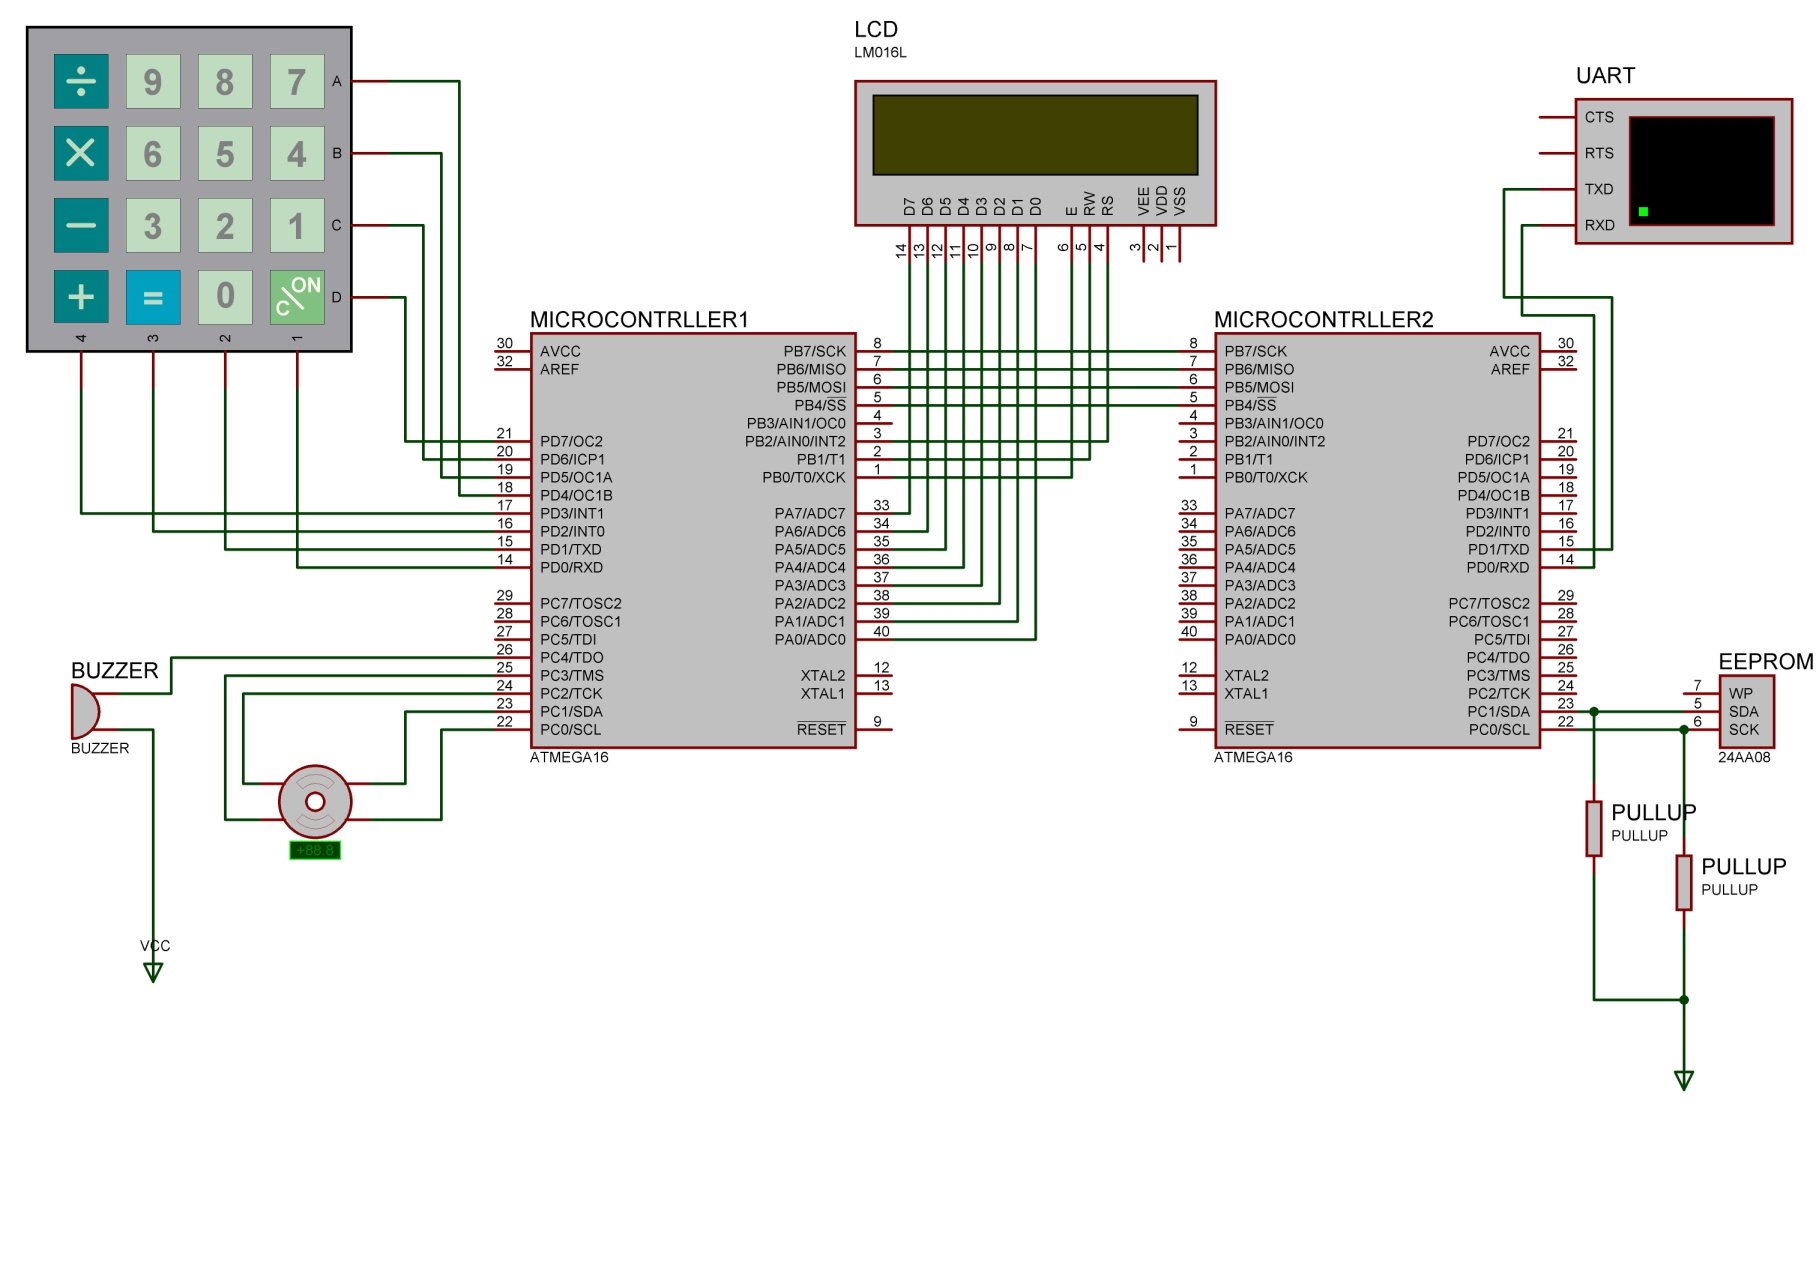 LCD
LM016L
UART
÷ 9 8 7 A
× 6 5 4 B
− 3 2 1 C
+ = 0 C ON D
4 3 2 1
D7 D6 D5 D4 D3 D2 D1 D0 E RW RS VEE VDD VSS
14 13 12 11 10 9 8 7 6 5 4 3 2 1
CTS
RTS
TXD
RXD
MICROCONTRLLER1
30 AVCC
32 AREF
21 PD7/OC2
20 PD6/ICP1
19 PD5/OC1A
18 PD4/OC1B
17 PD3/INT1
16 PD2/INT0
15 PD1/TXD
14 PD0/RXD
29 PC7/TOSC2
28 PC6/TOSC1
27 PC5/TDI
26 PC4/TDO
25 PC3/TMS
24 PC2/TCK
23 PC1/SDA
22 PC0/SCL
PB7/SCK 8
PB6/MISO 7
PB5/MOSI 6
PB4/SS 5
PB3/AIN1/OC0 4
PB2/AIN0/INT2 3
PB1/T1 2
PB0/T0/XCK 1
PA7/ADC7 33
PA6/ADC6 34
PA5/ADC5 35
PA4/ADC4 36
PA3/ADC3 37
PA2/ADC2 38
PA1/ADC1 39
PA0/ADC0 40
XTAL2 12
XTAL1 13
RESET 9
ATMEGA16
MICROCONTRLLER2
8 PB7/SCK
7 PB6/MISO
6 PB5/MOSI
5 PB4/SS
4 PB3/AIN1/OC0
3 PB2/AIN0/INT2
2 PB1/T1
1 PB0/T0/XCK
33 PA7/ADC7
34 PA6/ADC6
35 PA5/ADC5
36 PA4/ADC4
37 PA3/ADC3
38 PA2/ADC2
39 PA1/ADC1
40 PA0/ADC0
12 XTAL2
13 XTAL1
9 RESET
AVCC 30
AREF 32
PD7/OC2 21
PD6/ICP1 20
PD5/OC1A 19
PD4/OC1B 18
PD3/INT1 17
PD2/INT0 16
PD1/TXD 15
PD0/RXD 14
PC7/TOSC2 29
PC6/TOSC1 28
PC5/TDI 27
PC4/TDO 26
PC3/TMS 25
PC2/TCK 24
PC1/SDA 23
PC0/SCL 22
ATMEGA16
BUZZER
BUZZER
+88.8
VCC
EEPROM
7 WP
5 SDA
6 SCK
24AA08
PULLUP
PULLUP
PULLUP
PULLUP